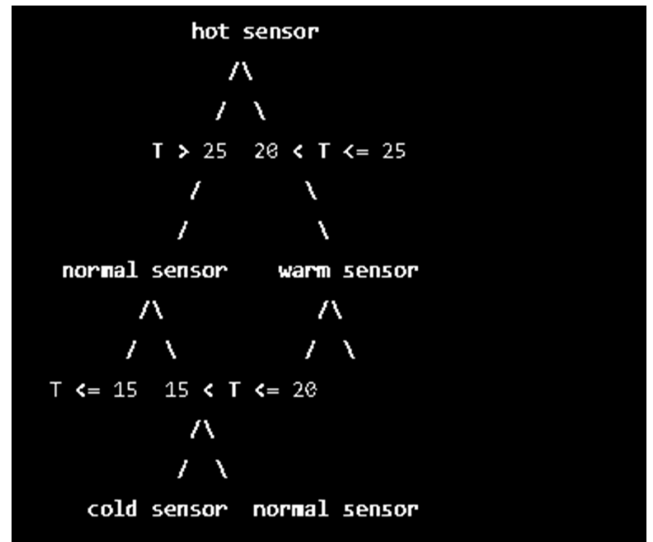 hot sensor
/\
/ \
T > 25 20 < T <= 25
/ \
/ \
normal sensor warm sensor
/\ /\
/ \ / \
T <= 15 15 < T <= 20
/\
/ \
cold sensor normal sensor